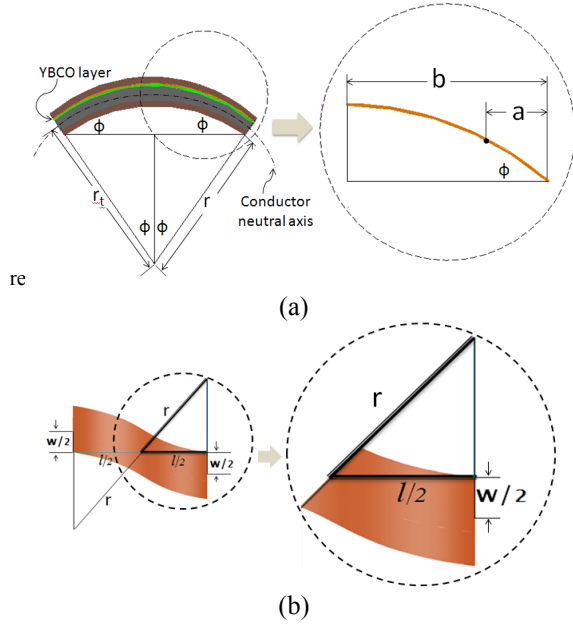 YBCO layer
ϕ ϕ
r_t
r
ϕ ϕ
Conductor
neutral axis
b
a
ϕ
re
(a)
r
w/2
l/2
l/2
w/2
r
r
l/2
w/2
(b)